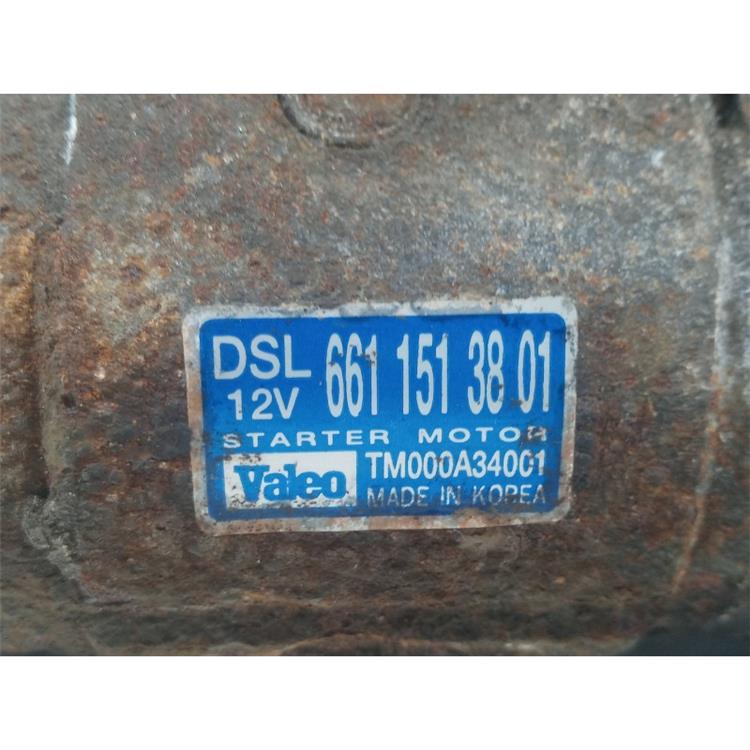 DSL 661 151 38 01
12V
STARTER MOTOR
Valeo TM000A34001
MADE IN KOREA